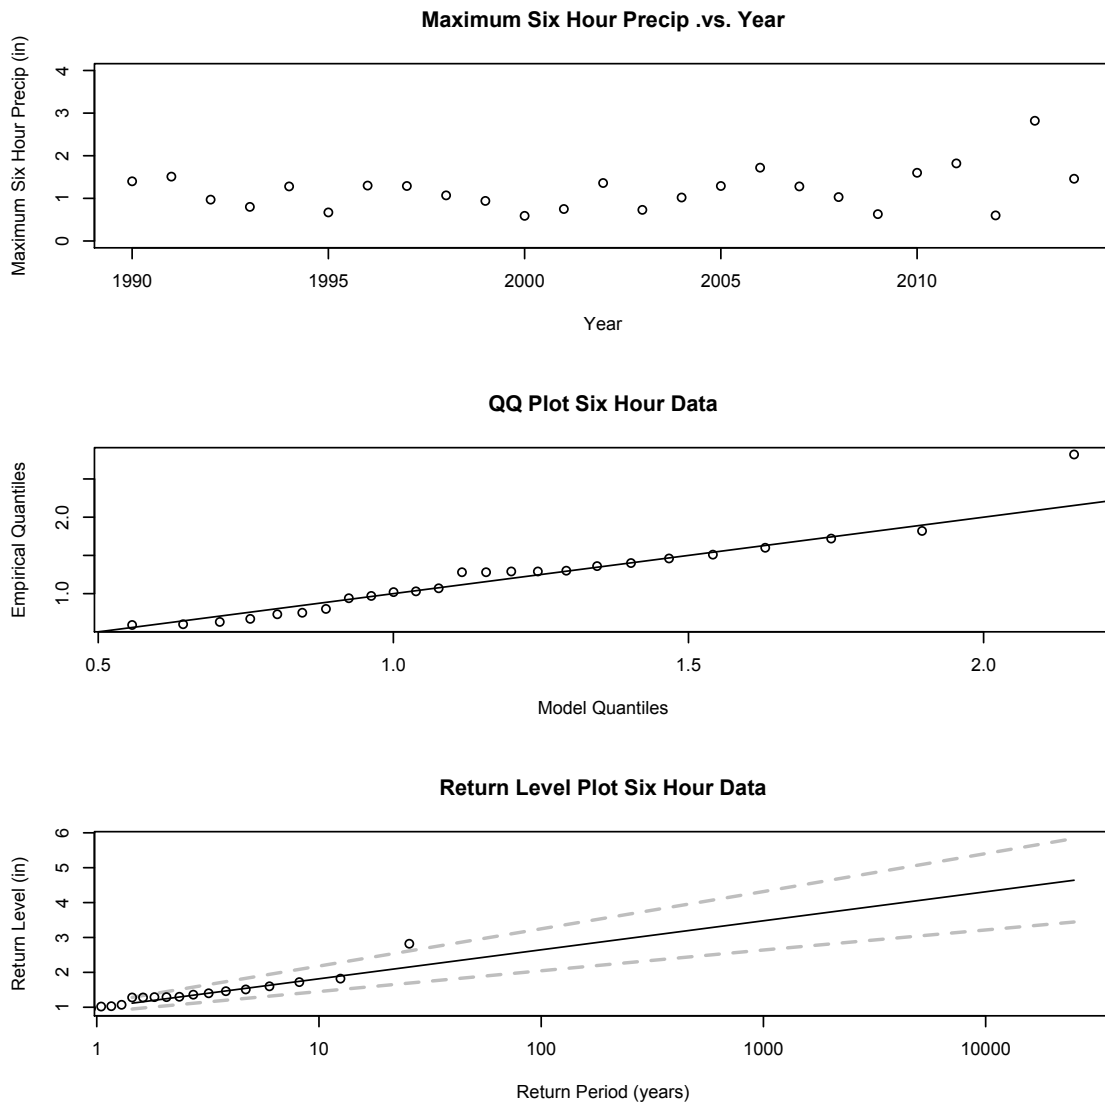 Maximum Six Hour Precip .vs. Year
Maximum Six Hour Precip (in)
4
3
2
1
0
1990 1995 2000 2005 2010
Year
QQ Plot Six Hour Data
Empirical Quantiles
2.0
1.0
0.5 1.0 1.5 2.0
Model Quantiles
Return Level Plot Six Hour Data
Return Level (in)
6
5
4
3
2
1
1 10 100 1000 10000
Return Period (years)